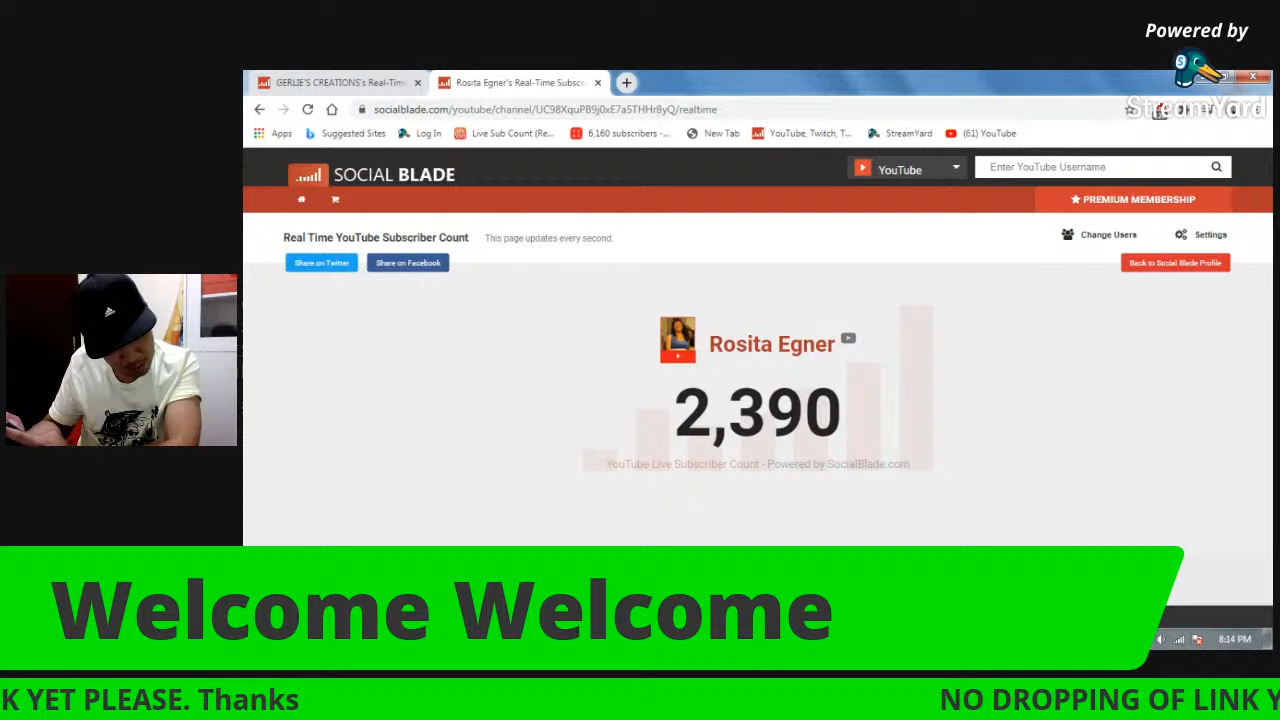 Powered by
StreamYard
GERLIE'S CREATIONS's Real-Tim
Rosita Egner's Real-Time Subscr
socialblade.com/youtube/channel/UC98XquPB9j0xE7a5THHr8yQ/realtime
Apps
Suggested Sites
Log In
Live Sub Count (Re...
6,160 subscribers -...
New Tab
YouTube, Twitch, T...
StreamYard
(61) YouTube
SOCIAL BLADE
YouTube
Enter YouTube Username
PREMIUM MEMBERSHIP
Real Time YouTube Subscriber Count
This page updates every second.
Change Users
Settings
Share on Twitter
Share on Facebook
Back to Social Blade Profile
Rosita Egner
2,390
YouTube Live Subscriber Count - Powered by SocialBlade.com
Welcome Welcome
8:14 PM
K YET PLEASE. Thanks
NO DROPPING OF LINK Y